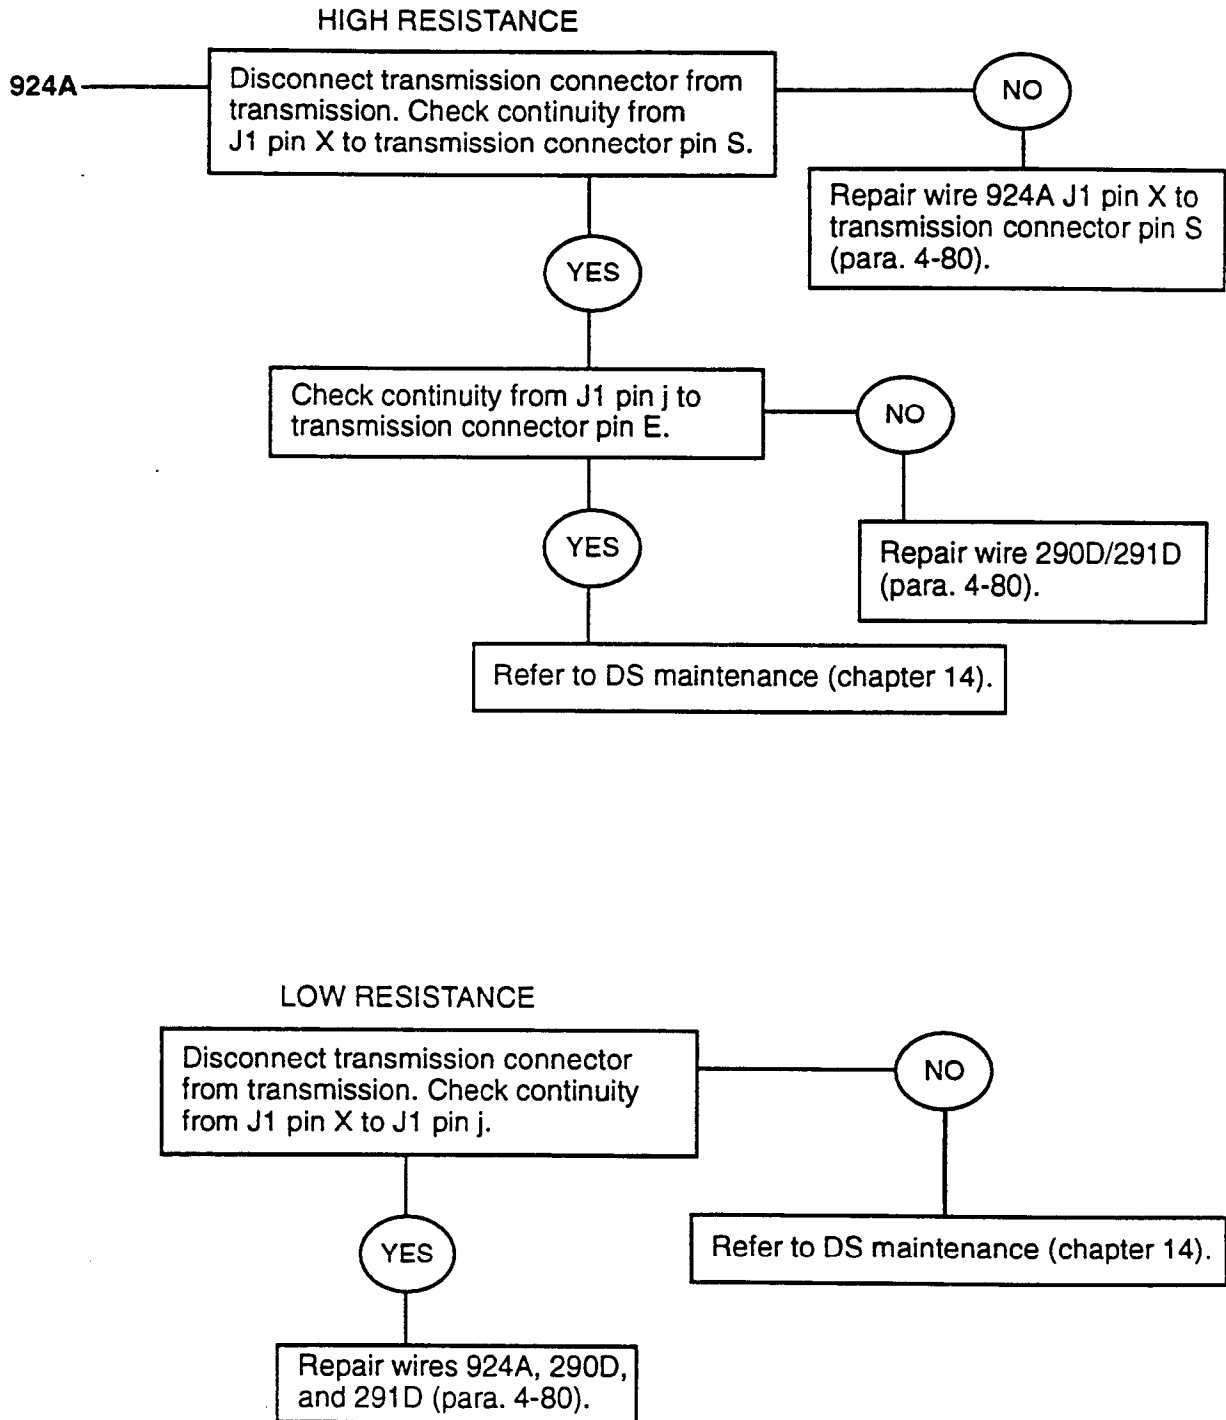 HIGH RESISTANCE
924A
Disconnect transmission connector from
transmission. Check continuity from
J1 pin X to transmission connector pin S.
NO
Repair wire 924A J1 pin X to
transmission connector pin S
(para. 4-80).
YES
Check continuity from J1 pin j to
transmission connector pin E.
NO
Repair wire 290D/291D
(para. 4-80).
YES
Refer to DS maintenance (chapter 14).
LOW RESISTANCE
Disconnect transmission connector
from transmission. Check continuity
from J1 pin X to J1 pin j.
NO
Refer to DS maintenance (chapter 14).
YES
Repair wires 924A, 290D,
and 291D (para. 4-80).